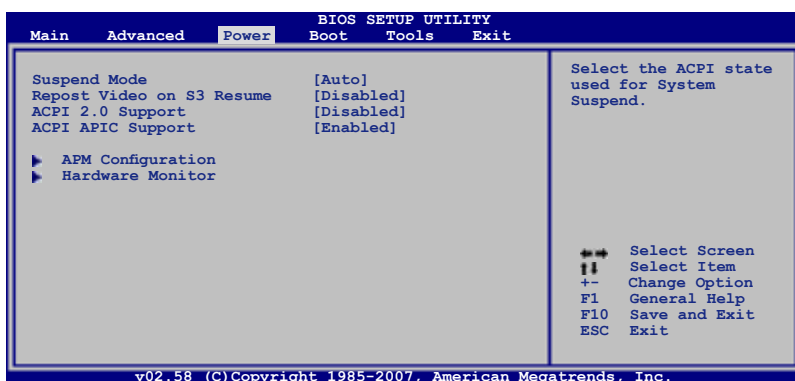 BIOS SETUP UTILITY
Main Advanced Power Boot Tools Exit
Suspend Mode [Auto]
Repost Video on S3 Resume [Disabled]
ACPI 2.0 Support [Disabled]
ACPI APIC Support [Enabled]
APM Configuration
Hardware Monitor
Select the ACPI state
used for System
Suspend.
Select Screen
Select Item
+- Change Option
F1 General Help
F10 Save and Exit
ESC Exit
v02.58 (C)Copyright 1985-2007, American Megatrends, Inc.